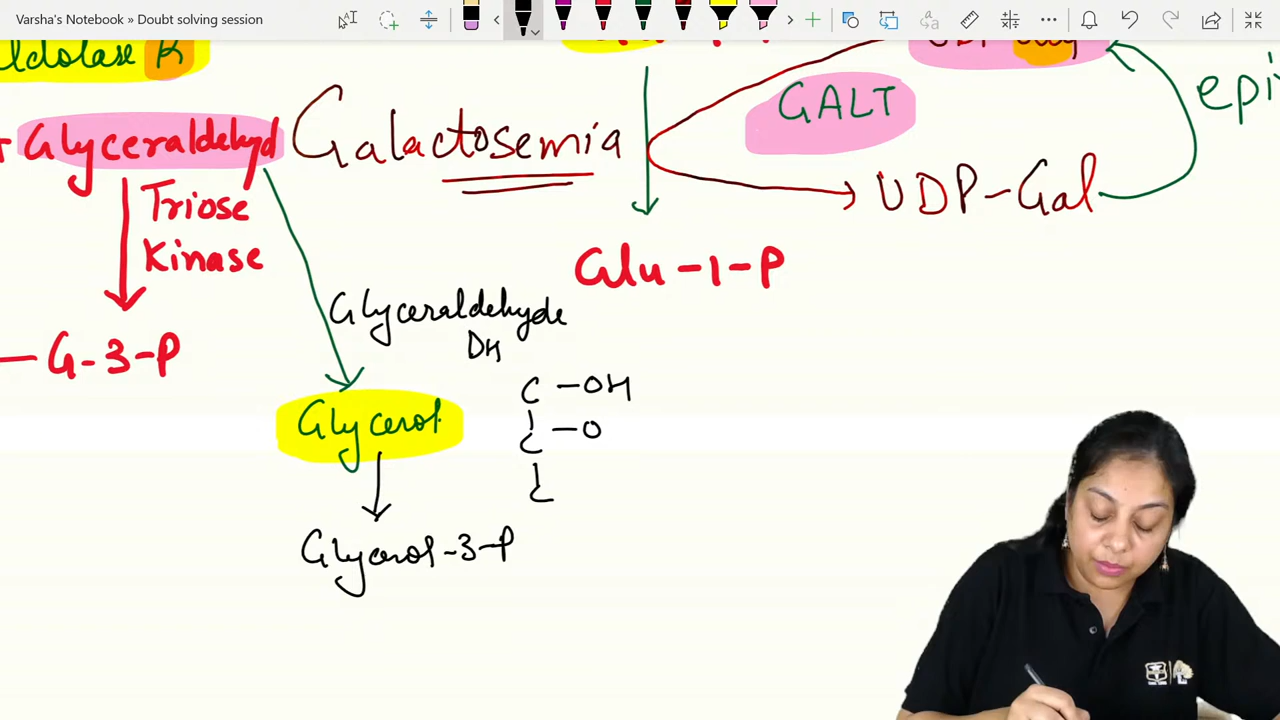 Varsha's Notebook » Doubt solving session
ldolase
GALT
epi
Glyceraldehyd
Galactosemia
Triose
Kinase
UDP-Gal
Glu-1-P
Glyceraldehyde
DH
G-3-P
C-OH
Glycerol
C-O
C
Glycerol-3-P